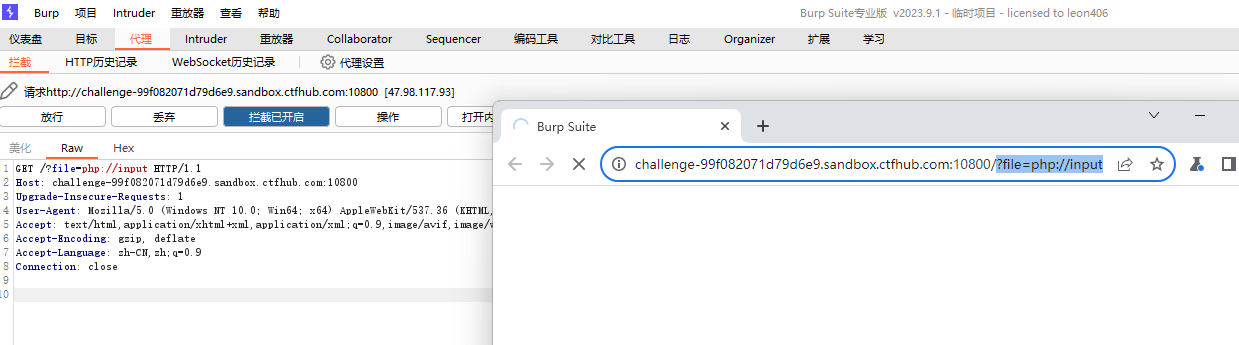 Burp 项目 Intruder 重放器 查看 帮助 Burp Suite专业版 v2023.9.1 - 临时项目 - licensed to leon406
仪表盘 目标 代理 Intruder 重放器 Collaborator Sequencer 编码工具 对比工具 日志 Organizer 扩展 学习
拦截 HTTP历史记录 WebSocket历史记录 代理设置
请求http://challenge-99f082071d79d6e9.sandbox.ctfhub.com:10800 [47.98.117.93]
放行 丢弃 拦截已开启 操作 打开内
美化 Raw Hex
1 GET /?file=php://input HTTP/1.1
2 Host: challenge-99f082071d79d6e9.sandbox.ctfhub.com:10800
3 Upgrade-Insecure-Requests: 1
4 User-Agent: Mozilla/5.0 (Windows NT 10.0; Win64; x64) AppleWebKit/537.36 (KHTML,
5 Accept: text/html,application/xhtml+xml,application/xml;q=0.9,image/avif,image/w
6 Accept-Encoding: gzip, deflate
7 Accept-Language: zh-CN,zh;q=0.9
8 Connection: close
9
10
Burp Suite
challenge-99f082071d79d6e9.sandbox.ctfhub.com:10800/?file=php://input